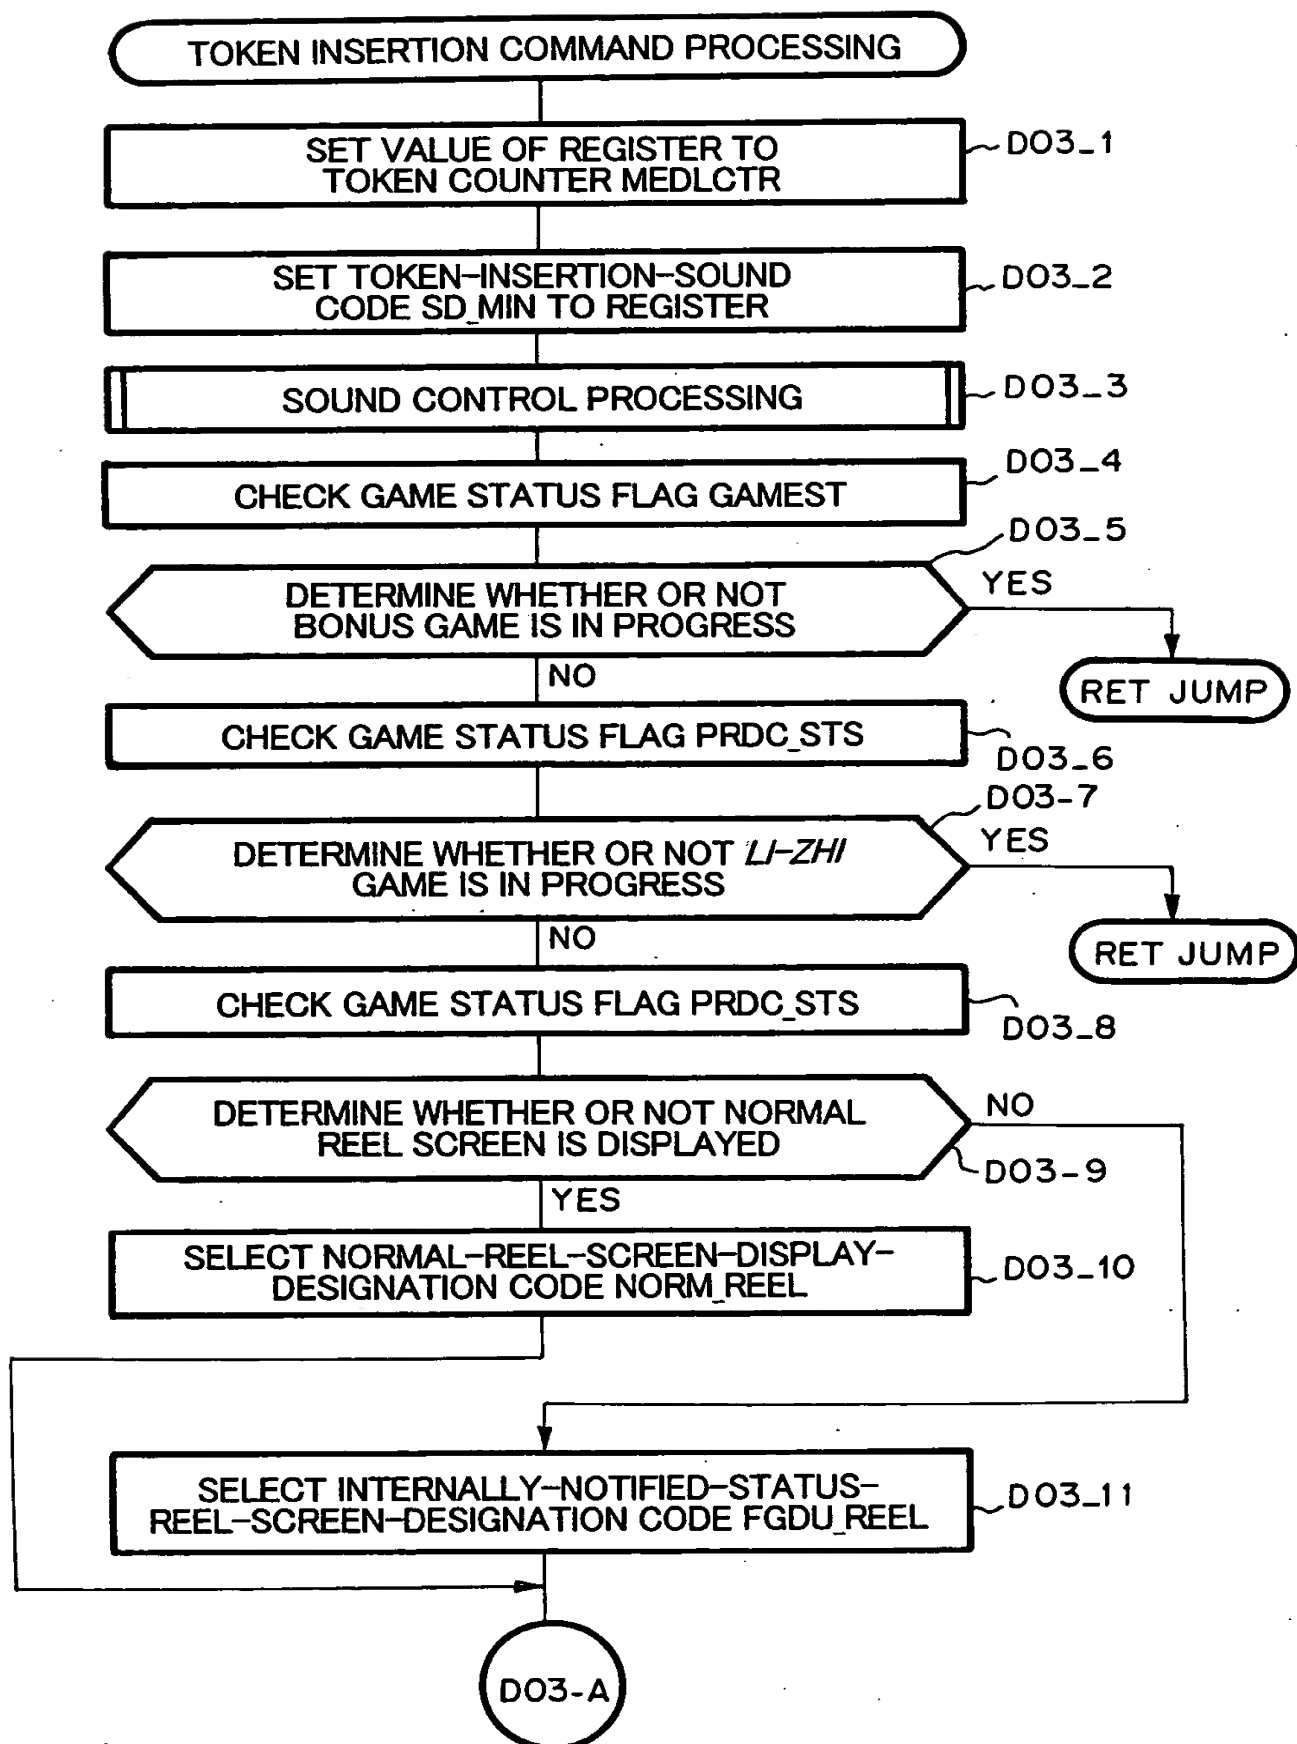 TOKEN INSERTION COMMAND PROCESSING
SET VALUE OF REGISTER TO
TOKEN COUNTER MEDLCTR
D03_1
SET TOKEN-INSERTION-SOUND
CODE SD_MIN TO REGISTER
D03_2
SOUND CONTROL PROCESSING
D03_3
CHECK GAME STATUS FLAG GAMEST
D03_4
D03_5
DETERMINE WHETHER OR NOT
BONUS GAME IS IN PROGRESS
YES
RET JUMP
NO
CHECK GAME STATUS FLAG PRDC_STS
D03_6
D03-7
DETERMINE WHETHER OR NOT LI-ZHI
GAME IS IN PROGRESS
YES
RET JUMP
NO
CHECK GAME STATUS FLAG PRDC_STS
D03_8
DETERMINE WHETHER OR NOT NORMAL
REEL SCREEN IS DISPLAYED
NO
D03-9
YES
SELECT NORMAL-REEL-SCREEN-DISPLAY-
DESIGNATION CODE NORM_REEL
D03_10
SELECT INTERNALLY-NOTIFIED-STATUS-
REEL-SCREEN-DESIGNATION CODE FGDU_REEL
D03_11
D03-A